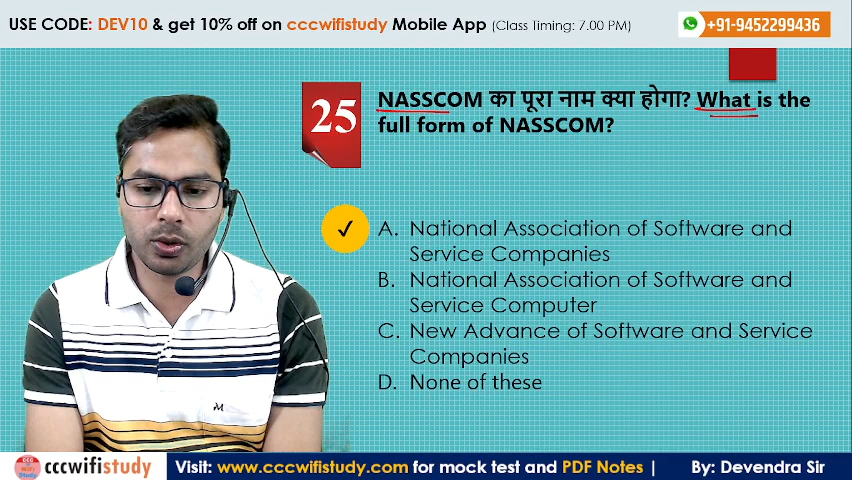 USE CODE: DEV10 & get 10% off on cccwifistudy Mobile App (Class Timing: 7.00 PM)
+91-9452299436
25
NASSCOM का पूरा नाम क्या होगा? What is the
full form of NASSCOM?
✓
A. National Association of Software and
Service Companies
B. National Association of Software and
Service Computer
C. New Advance of Software and Service
Companies
D. None of these
M
CCC
WiFi
Study
cccwifistudy
Visit: www.cccwifistudy.com for mock test and PDF Notes |
By: Devendra Sir